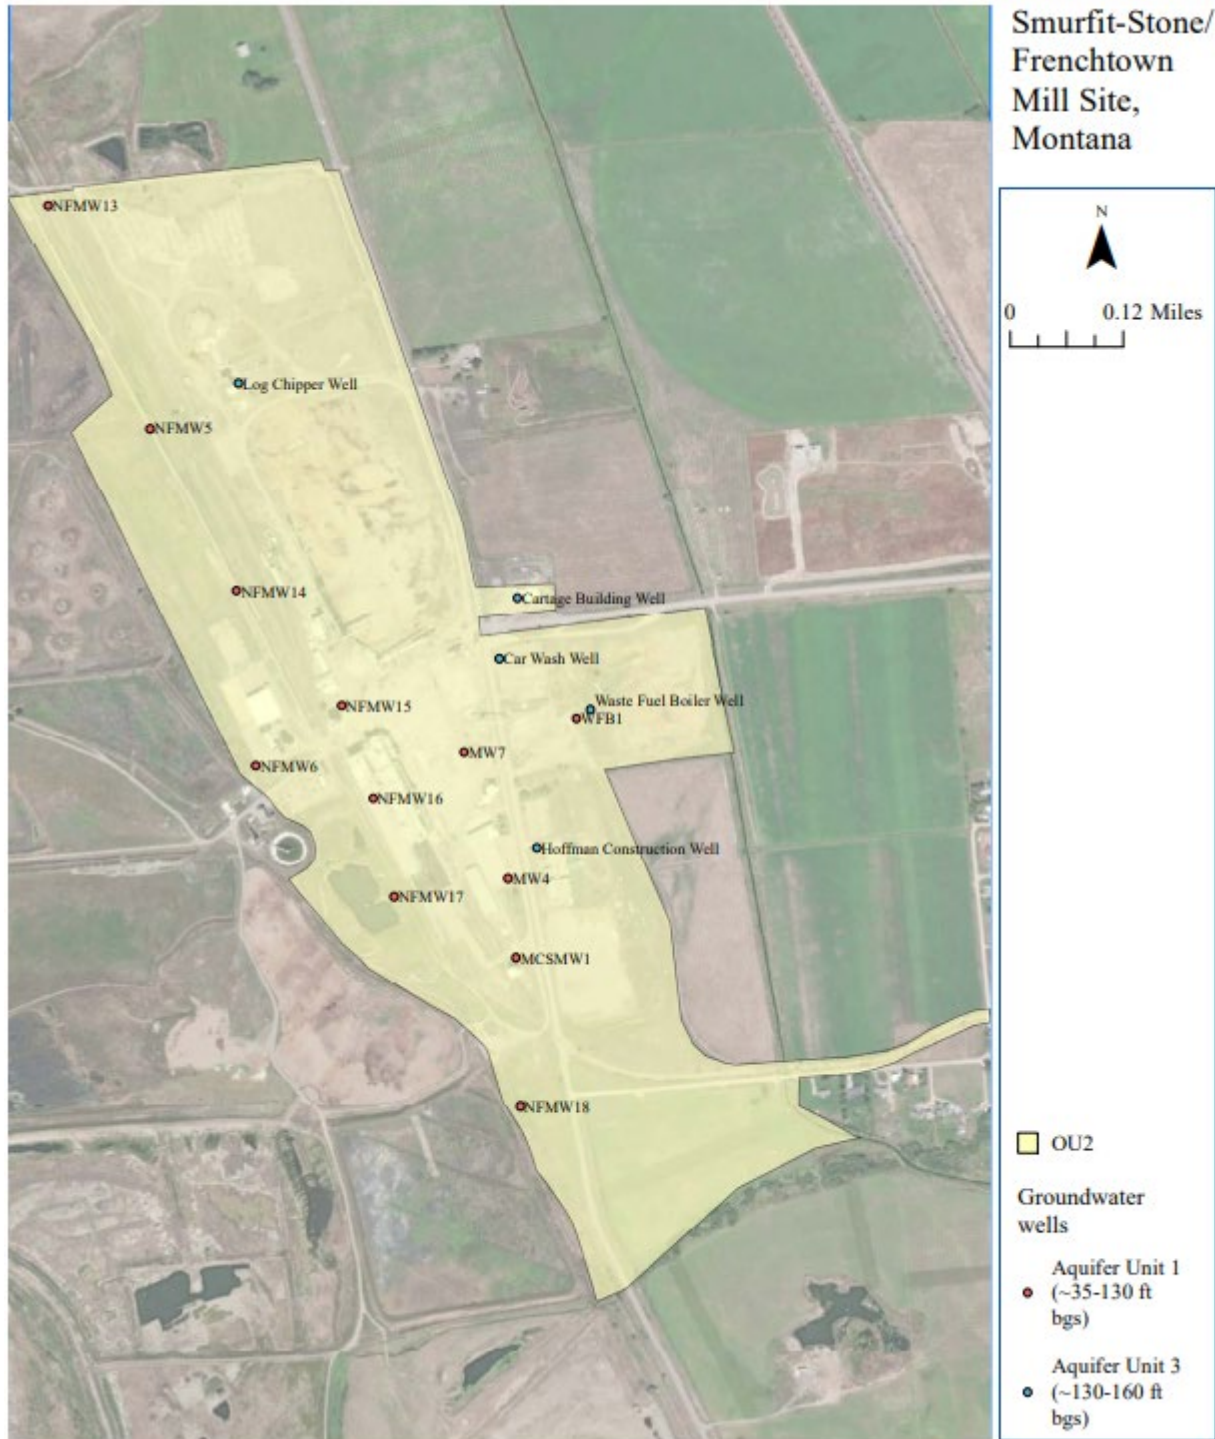 Smurfit-Stone/
Frenchtown
Mill Site,
Montana
N
0 0.12 Miles
NFMW13
Log Chipper Well
NFMW5
NFMW14
Cartage Building Well
Car Wash Well
Waste Fuel Boiler Well
WFB1
NFMW15
MW7
NFMW6
NFMW16
Hoffman Construction Well
MW4
NFMW17
MCSMW1
NFMW18
OU2
Groundwater
wells
Aquifer Unit 1
(~35-130 ft
bgs)
Aquifer Unit 3
(~130-160 ft
bgs)